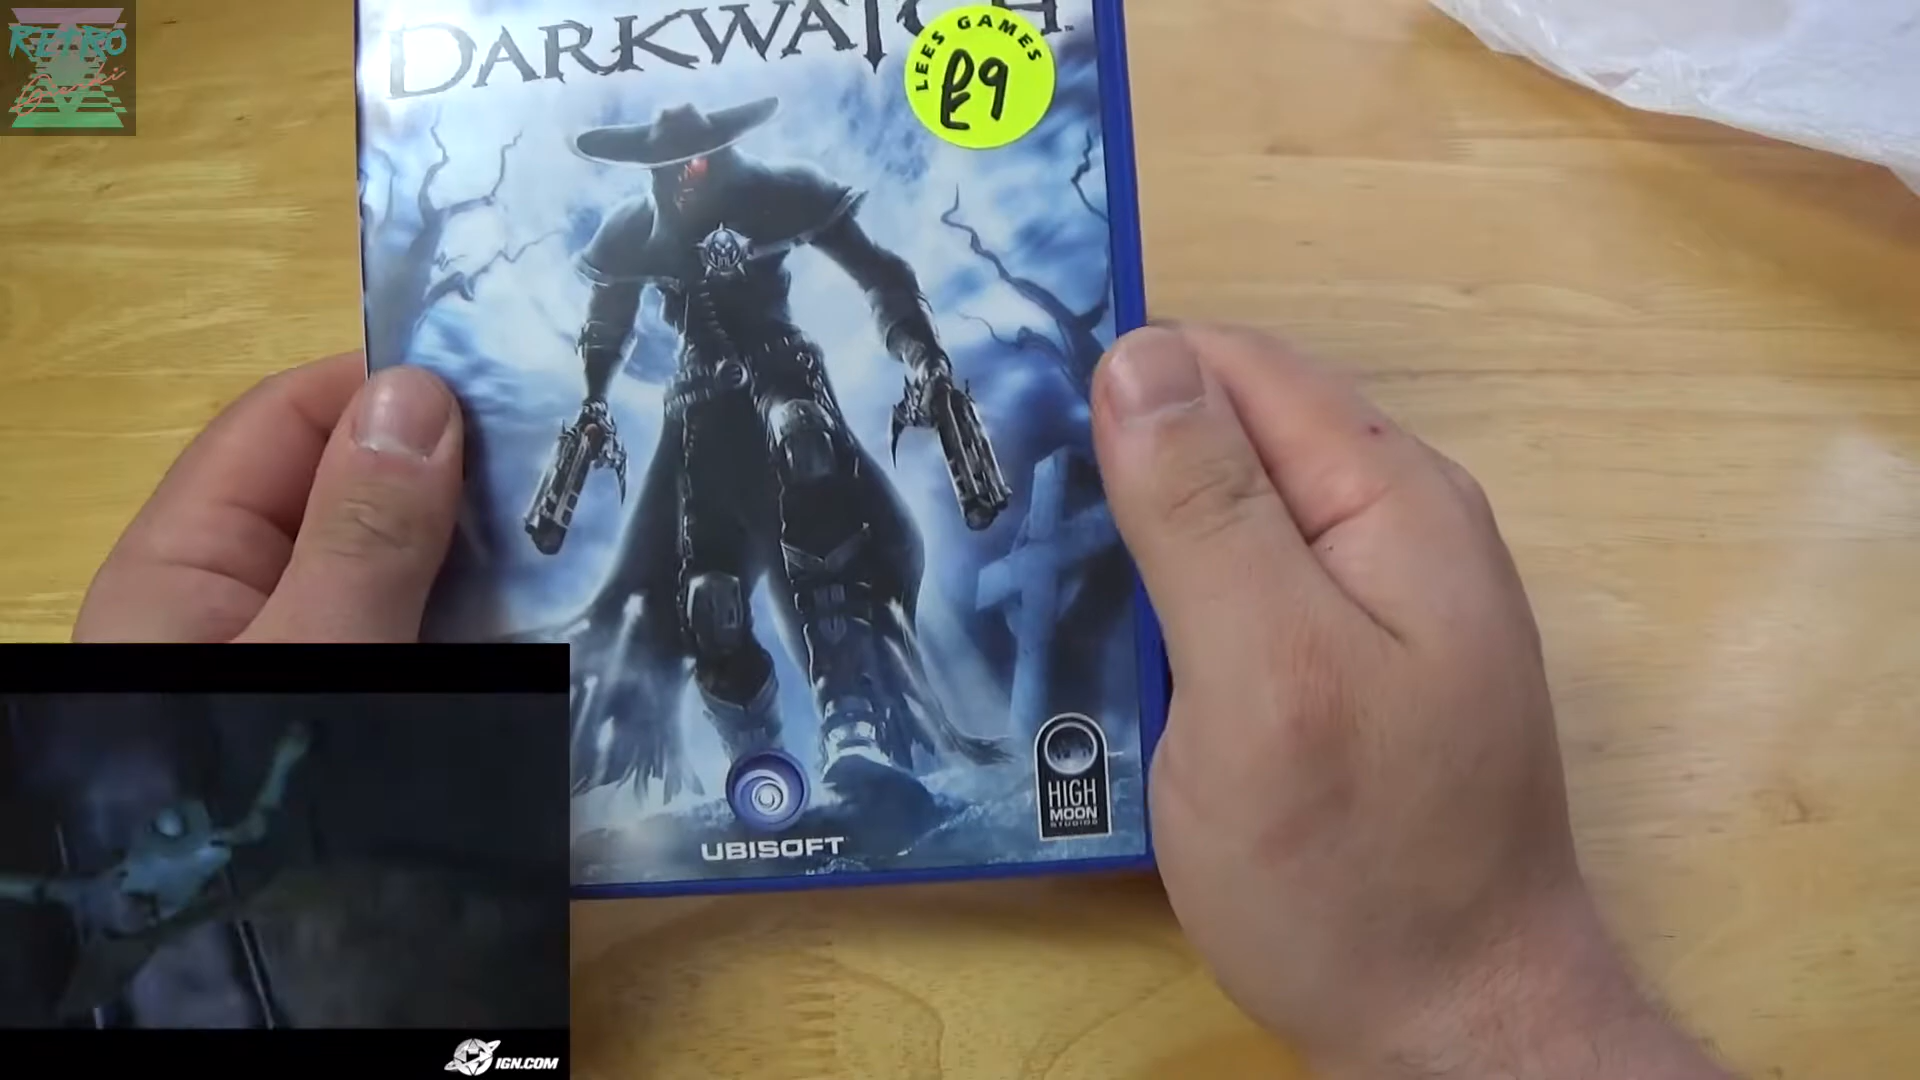 RETRO
DARKWATCH
LEES GAMES
£9
UBISOFT
HIGH
MOON
STUDIOS
IGN.COM